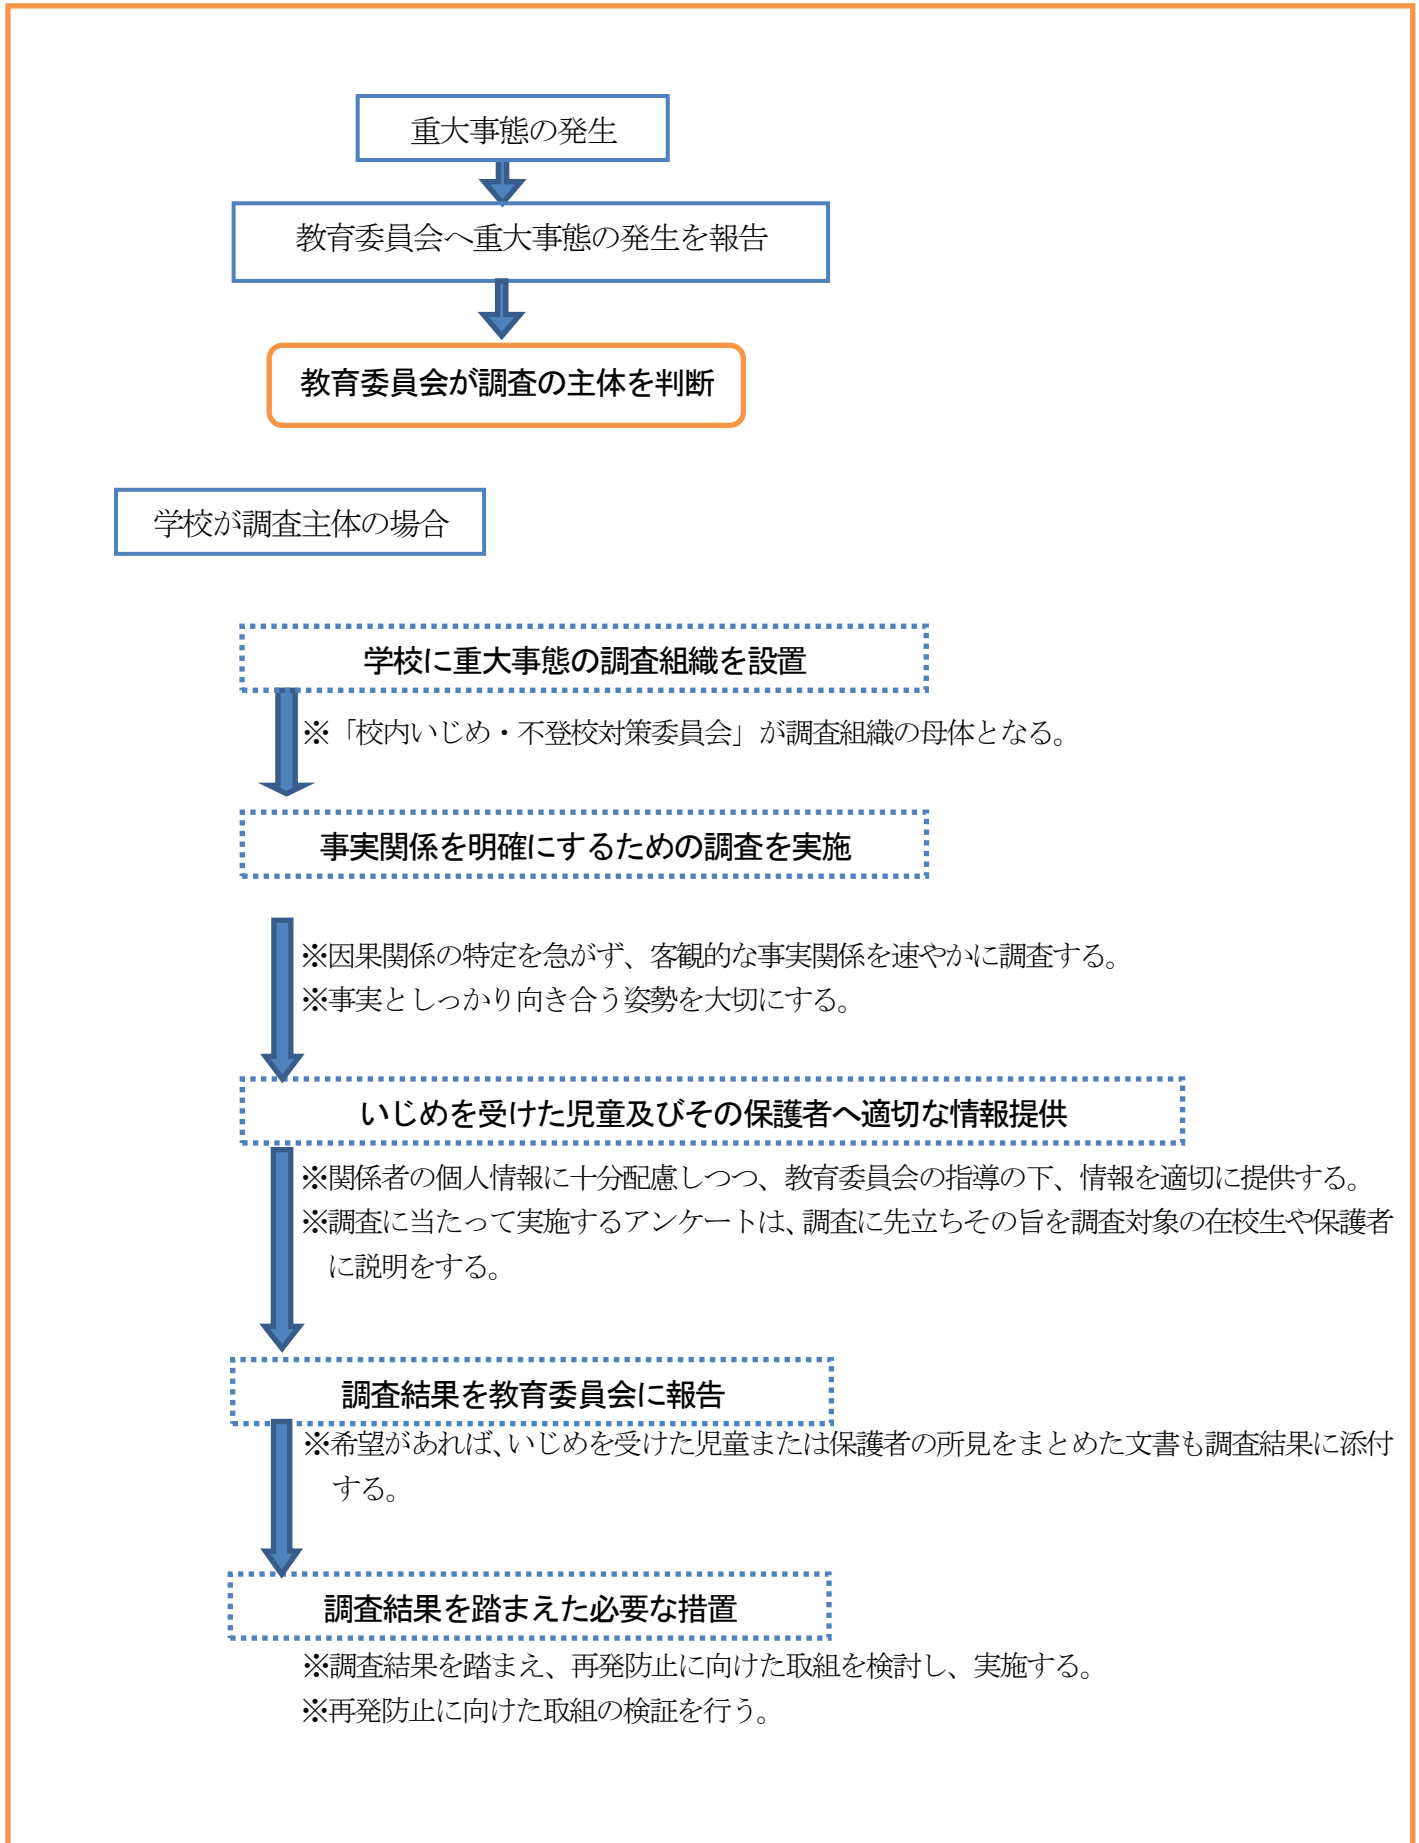 重大事態の発生
教育委員会へ重大事態の発生を報告
教育委員会が調査の主体を判断
学校が調査主体の場合
学校に重大事態の調査組織を設置
※「校内いじめ・不登校対策委員会」が調査組織の母体となる。
事実関係を明確にするための調査を実施
※因果関係の特定を急がず、客観的な事実関係を速やかに調査する。
※事実としっかり向き合う姿勢を大切にする。
いじめを受けた児童及びその保護者へ適切な情報提供
※関係者の個人情報に十分配慮しつつ、教育委員会の指導の下、情報を適切に提供する。
※調査に当たって実施するアンケートは、調査に先立ちその旨を調査対象の在校生や保護者
に説明をする。
調査結果を教育委員会に報告
※希望があれば、いじめを受けた児童または保護者の所見をまとめた文書も調査結果に添付
する。
調査結果を踏まえた必要な措置
※調査結果を踏まえ、再発防止に向けた取組を検討し、実施する。
※再発防止に向けた取組の検証を行う。